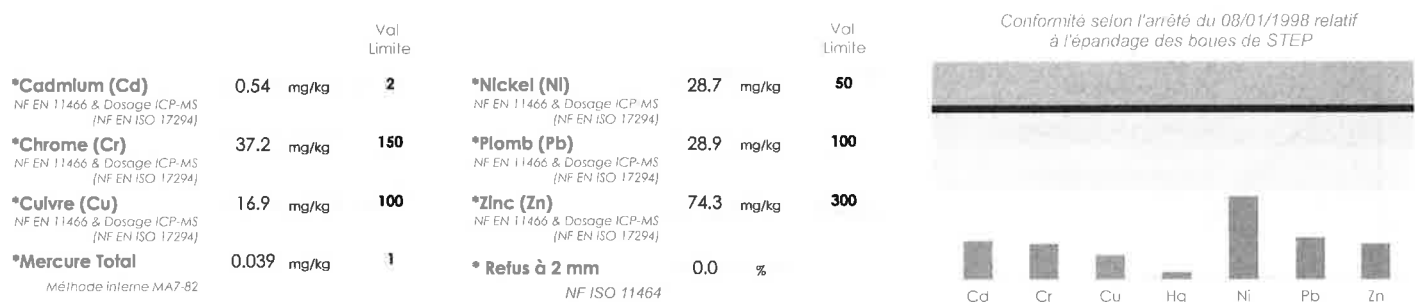 Val
Limite
*Cadmium (Cd) 0.54 mg/kg 2
NF EN 11466 & Dosage ICP-MS
(NF EN ISO 17294)
*Chrome (Cr) 37.2 mg/kg 150
NF EN 11466 & Dosage ICP-MS
(NF EN ISO 17294)
*Cuivre (Cu) 16.9 mg/kg 100
NF EN 11466 & Dosage ICP-MS
(NF EN ISO 17294)
*Mercure Total 0.039 mg/kg 1
Méthode interne MA7-82
Val
Limite
*Nickel (Ni) 28.7 mg/kg 50
NF EN 11466 & Dosage ICP-MS
(NF EN ISO 17294)
*Plomb (Pb) 28.9 mg/kg 100
NF EN 11466 & Dosage ICP-MS
(NF EN ISO 17294)
*Zinc (Zn) 74.3 mg/kg 300
NF EN 11466 & Dosage ICP-MS
(NF EN ISO 17294)
* Refus à 2 mm 0.0 %
NF ISO 11464
Conformité selon l'arrêté du 08/01/1998 relatif
à l'épandage des boues de STEP
Cd Cr Cu Hg Ni Pb Zn